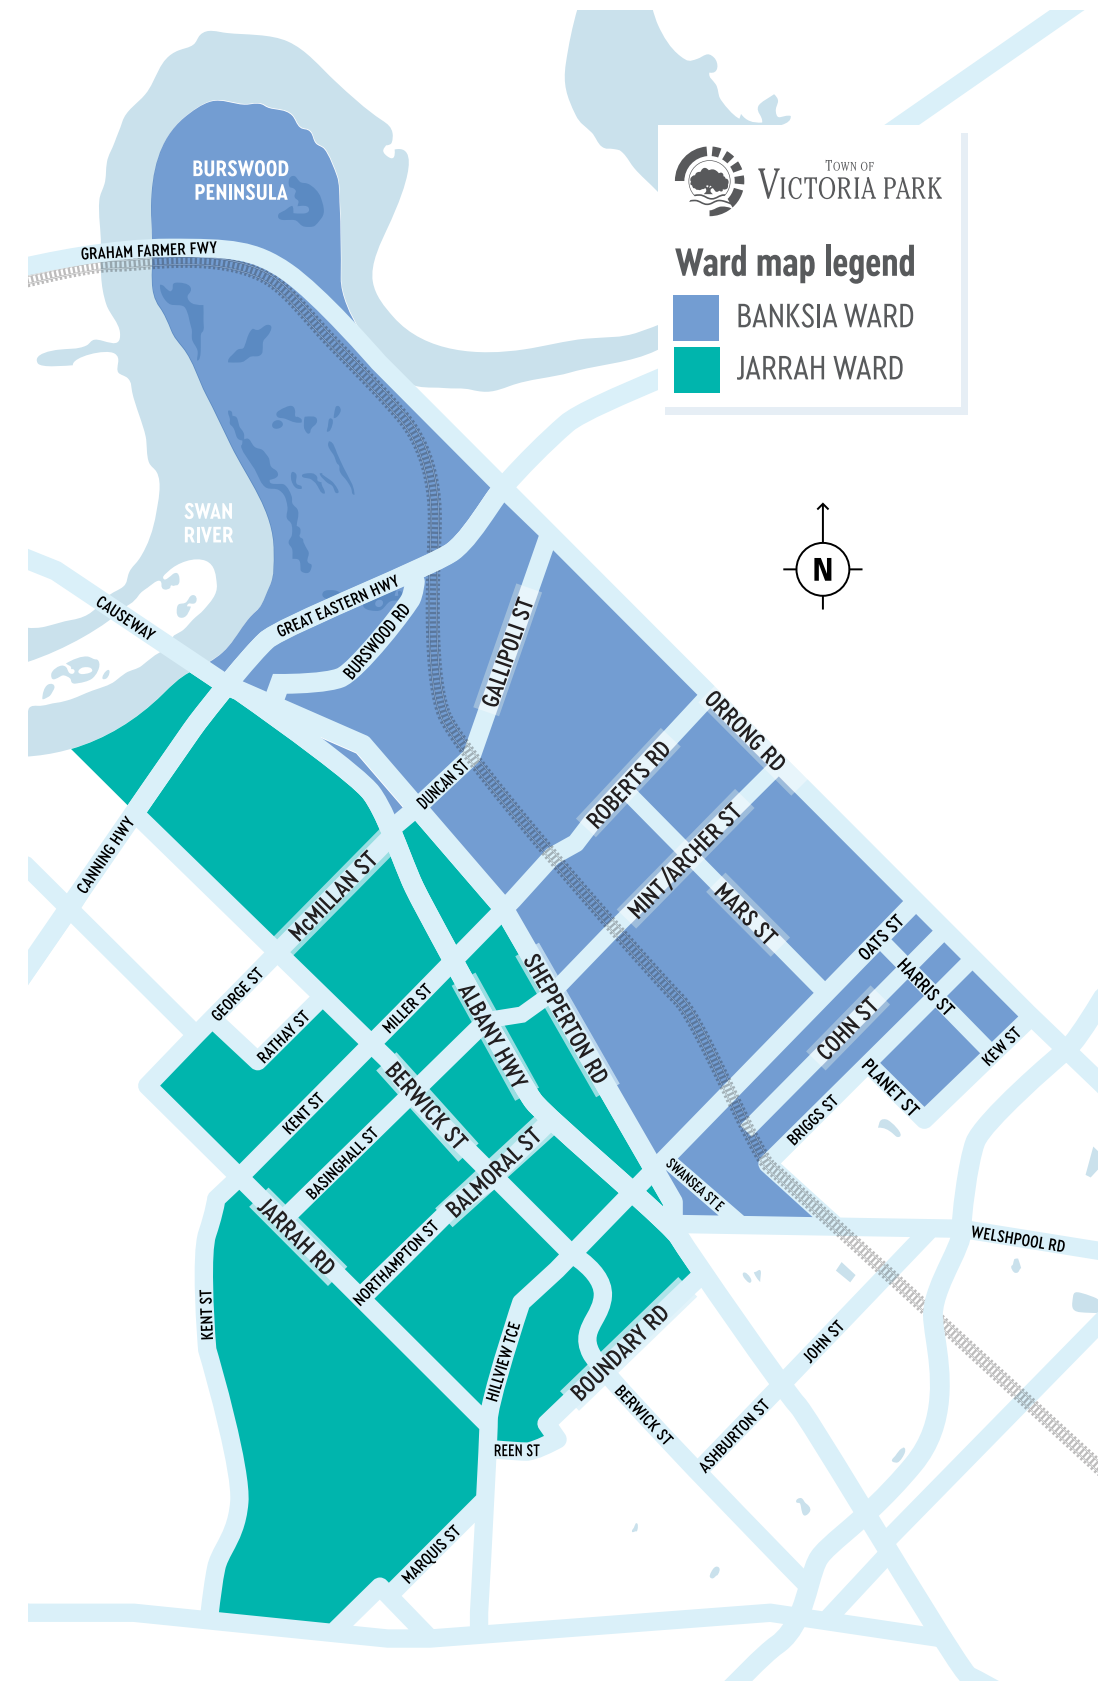 BURSWOOD
PENINSULA
TOWN OF
VICTORIA PARK
Ward map legend
BANKSIA WARD
JARRAH WARD
GRAHAM FARMER FWY
SWAN
RIVER
N
CAUSEWAY
GREAT EASTERN HWY
BURSWOOD RD
GALLIPOLI ST
ORRONG RD
DUNCAN ST
ROBERTS RD
CANNING HWY
McMILLAN ST
MINT/ARCHER ST
MARS ST
OATS ST
HARRIS ST
GEORGE ST
RATHAY ST
MILLER ST
ALBANY HWY
SHEPPERTON RD
COHN ST
KEW ST
PLANET ST
BRIGGS ST
KENT ST
BERWICK ST
BASINGHALL ST
BALMORAL ST
SWANSEA ST E
JARRAH RD
NORTHAMPTON ST
WELSHPOOL RD
KENT ST
HILLVIEW TCE
BOUNDARY RD
JOHN ST
BERWICK ST
ASHBURTON ST
REEN ST
MARQUIS ST